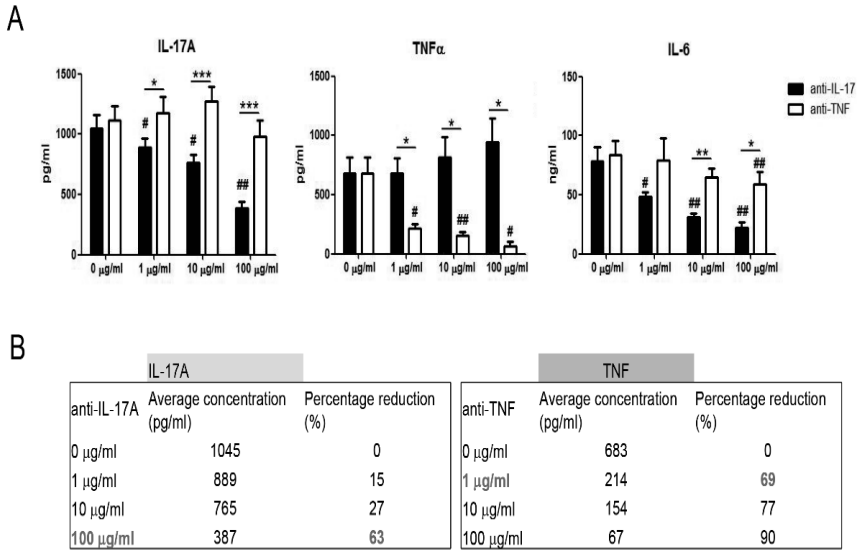 A
IL-17A
TNFα
IL-6
1500
1000
500
0
pg/ml
# # ##
* *** ***
0 μg/ml 1 μg/ml 10 μg/ml 100 μg/ml
1500
1000
500
0
pg/ml
* * *
# ## #
0 μg/ml 1 μg/ml 10 μg/ml 100 μg/ml
150
100
50
0
ng/ml
** *
# ## ## ##
0 μg/ml 1 μg/ml 10 μg/ml 100 μg/ml
anti-IL-17
anti-TNF
B
IL-17A
anti-IL-17A Average concentration (pg/ml) Percentage reduction (%)
0 μg/ml 1045 0
1 μg/ml 889 15
10 μg/ml 765 27
100 μg/ml 387 63
TNF
anti-TNF Average concentration (pg/ml) Percentage reduction (%)
0 μg/ml 683 0
1 μg/ml 214 69
10 μg/ml 154 77
100 μg/ml 67 90